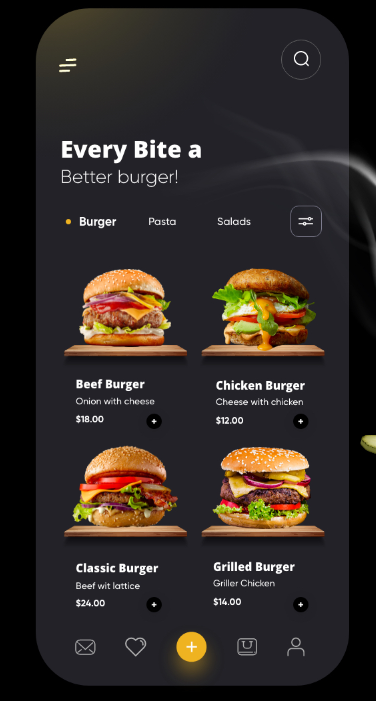 Every Bite a
Better burger!
Burger Pasta Salads
Beef Burger
Onion with cheese
$18.00
Chicken Burger
Cheese with chicken
$12.00
Classic Burger
Beef wit lattice
$24.00
Grilled Burger
Griller Chicken
$14.00